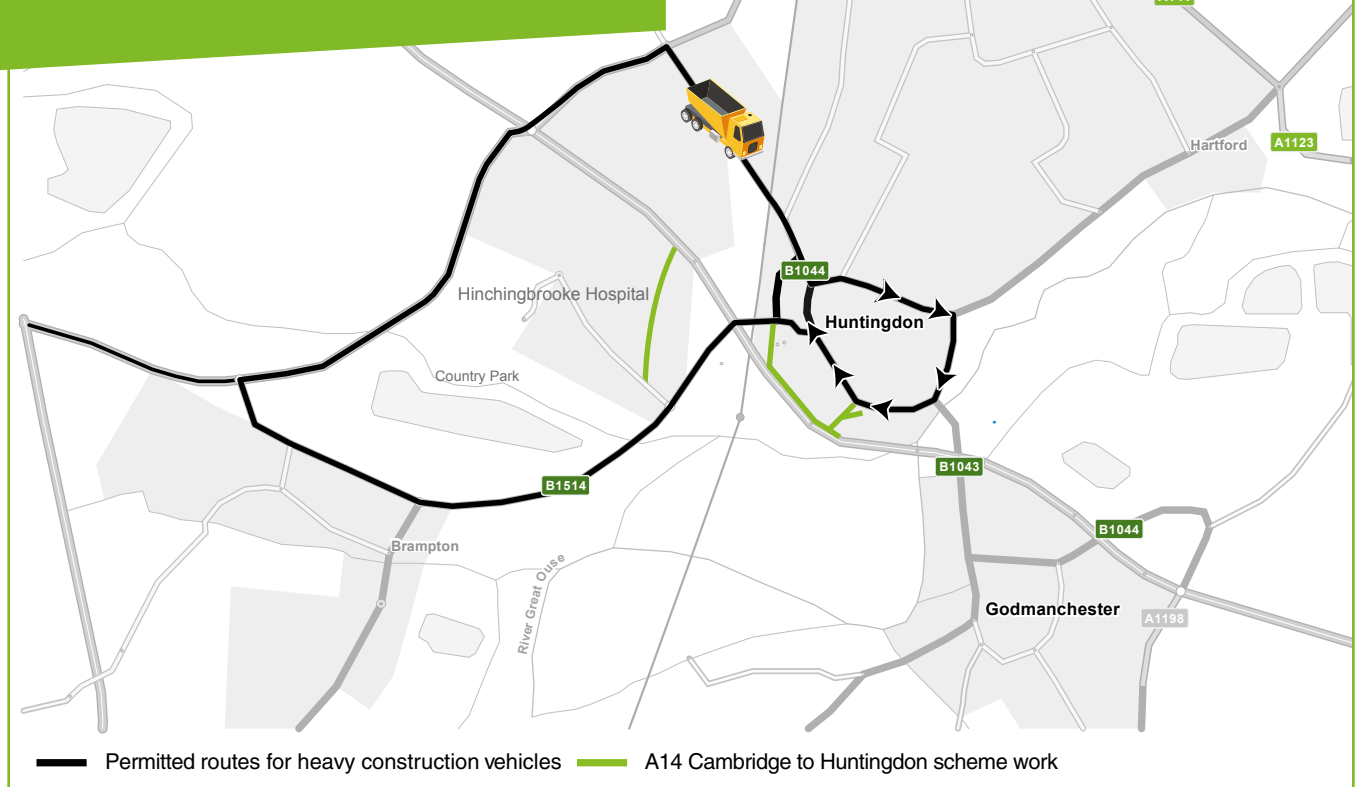 Hartford
A1123
B1044
Hinchingbrooke Hospital
Huntingdon
Country Park
B1043
B1514
B1044
Brampton
River Great Ouse
Godmanchester
A1198
Permitted routes for heavy construction vehicles
A14 Cambridge to Huntingdon scheme work